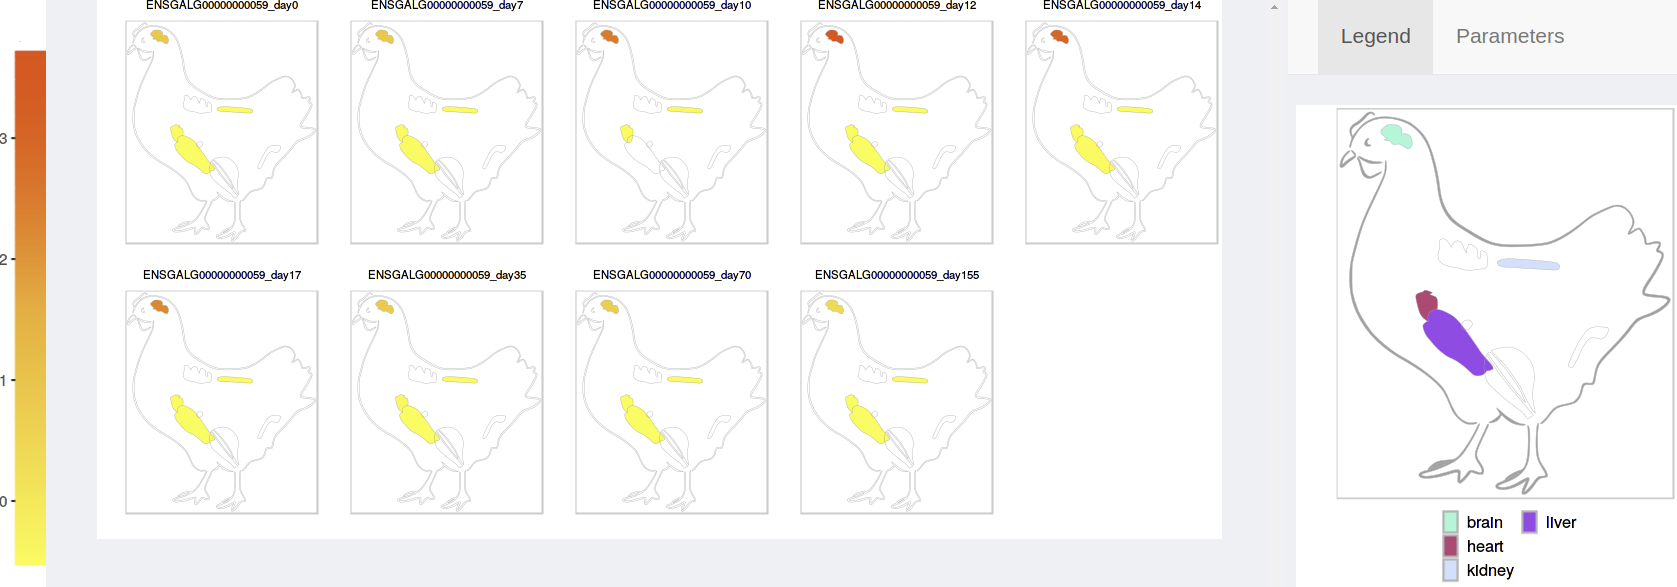 ENSGALG00000000059_day0 ENSGALG00000000059_day7 ENSGALG00000000059_day10 ENSGALG00000000059_day12 ENSGALG00000000059_day14
ENSGALG00000000059_day17 ENSGALG00000000059_day35 ENSGALG00000000059_day70 ENSGALG00000000059_day155
3
2
1
0
Legend Parameters
brain liver
heart
kidney